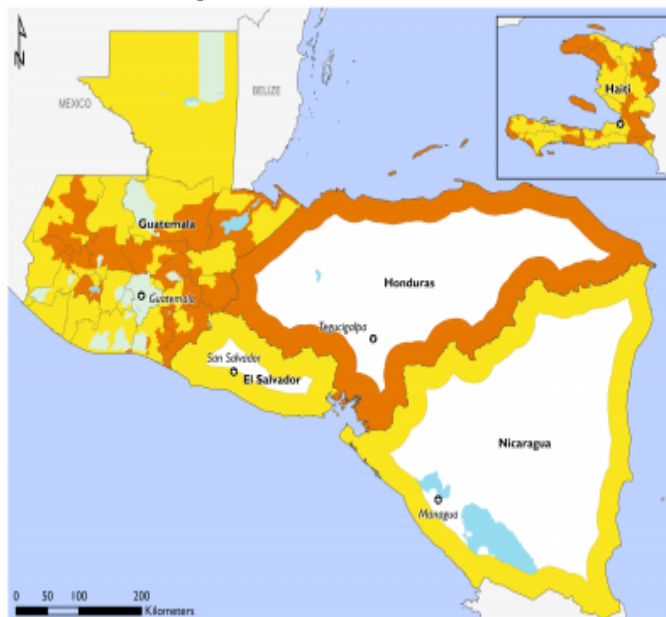 N
MEXICO
BELIZE
Haiti
Guatemala
Guatemala
Honduras
Tegucigalpa
San Salvador
El Salvador
Nicaragua
Managua
0 50 100 200
Kilometers